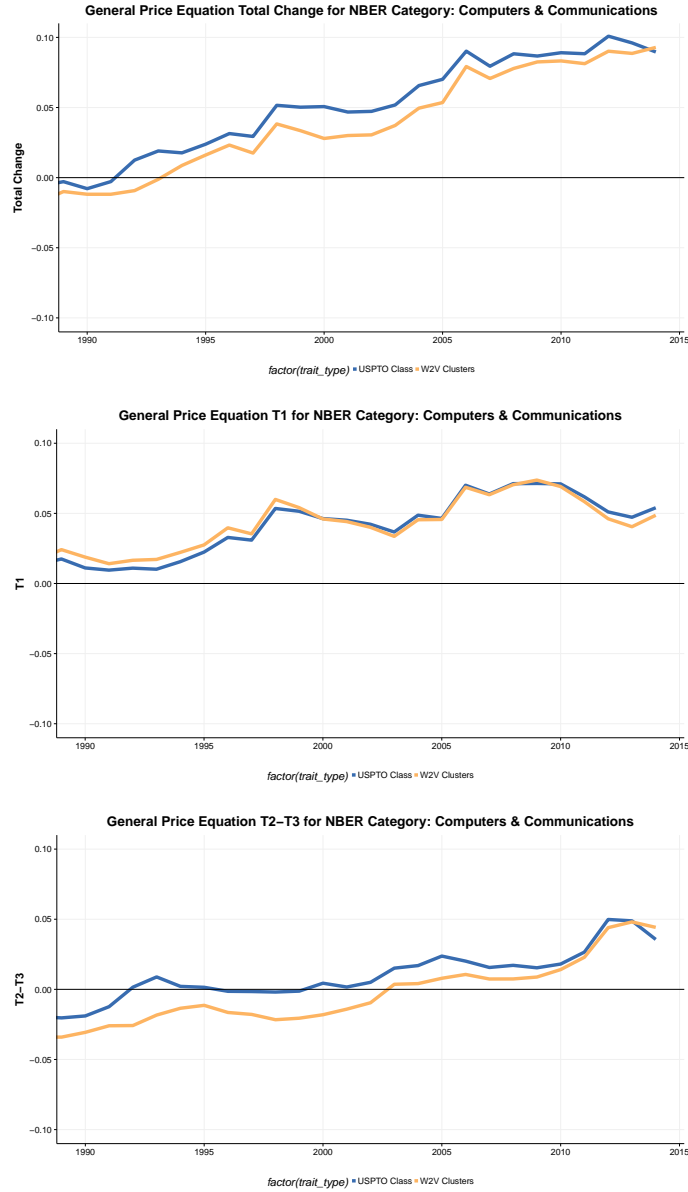 General Price Equation Total Change for NBER Category: Computers & Communications
0.10
0.05
0.00
−0.05
−0.10
Total Change
1990 1995 2000 2005 2010 2015
factor(trait_type) USPTO Class W2V Clusters
General Price Equation T1 for NBER Category: Computers & Communications
0.10
0.05
0.00
−0.05
−0.10
T1
1990 1995 2000 2005 2010 2015
factor(trait_type) USPTO Class W2V Clusters
General Price Equation T2−T3 for NBER Category: Computers & Communications
0.10
0.05
0.00
−0.05
−0.10
T2−T3
1990 1995 2000 2005 2010 2015
factor(trait_type) USPTO Class W2V Clusters